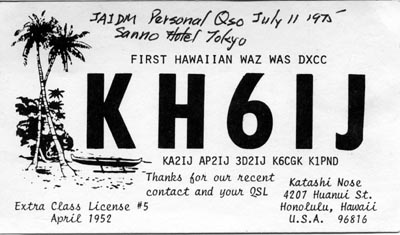 JA1DM Personal Qso July 11 1975
Sanno Hotel Tokyo
FIRST HAWAIIAN WAZ WAS DXCC
KH6IJ
KA2IJ AP2IJ 3D2IJ K6CGK K1PND
Thanks for our recent
contact and your QSL
Extra Class License #5
April 1952
Katashi Nose
4207 Huanui St.
Honolulu, Hawaii
U.S.A. 96816